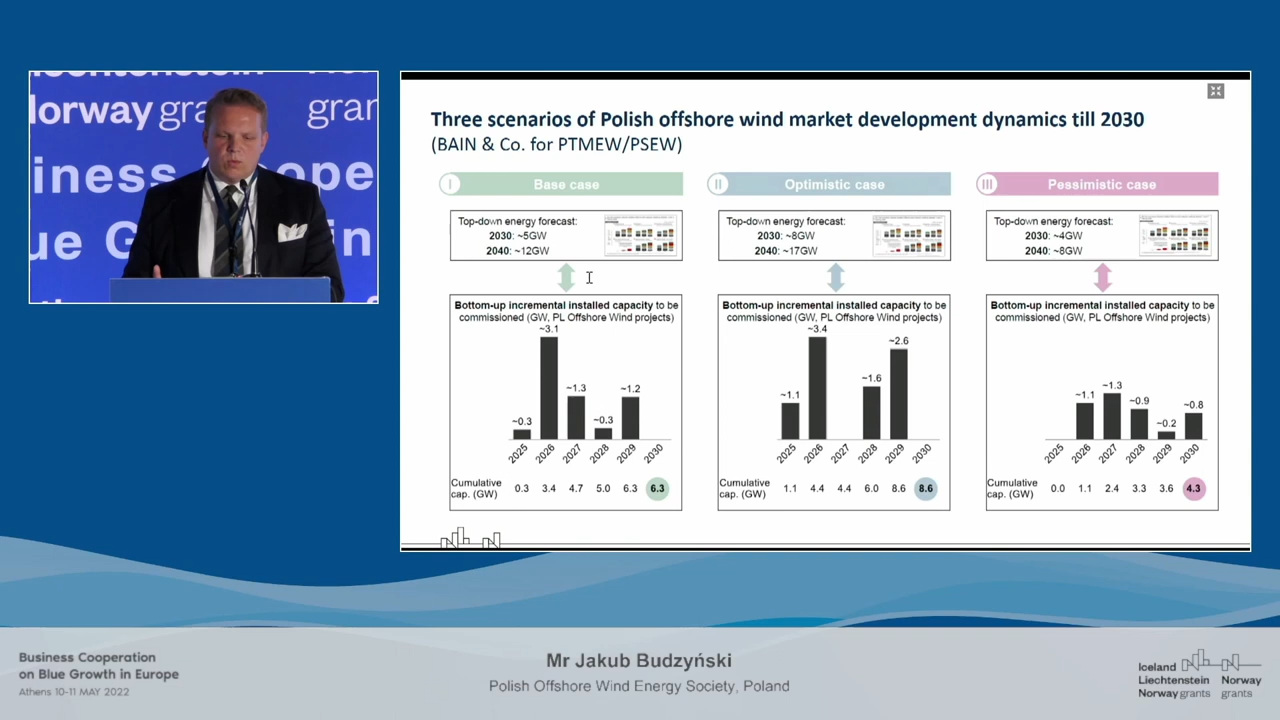 Liechtenstein Nor
Norway gra grant
iness Coope
ue G in
Three scenarios of Polish offshore wind market development dynamics till 2030
(BAIN & Co. for PTMEW/PSEW)
I Base case
Top-down energy forecast:
2030: ~5GW
2040: ~12GW
Bottom-up incremental installed capacity to be
commissioned (GW, PL Offshore Wind projects)
~0.3 ~3.1 ~1.3 ~0.3 ~1.2
2025 2026 2027 2028 2029 2030
Cumulative
cap. (GW)
0.3 3.4 4.7 5.0 6.3 6.3
II Optimistic case
Top-down energy forecast:
2030: ~8GW
2040: ~17GW
Bottom-up incremental installed capacity to be
commissioned (GW, PL Offshore Wind projects)
~1.1 ~3.4 ~1.6 ~2.6
2025 2026 2027 2028 2029 2030
Cumulative
cap. (GW)
1.1 4.4 4.4 6.0 8.6 8.6
III Pessimistic case
Top-down energy forecast:
2030: ~4GW
2040: ~8GW
Bottom-up incremental installed capacity to be
commissioned (GW, PL Offshore Wind projects)
~1.1 ~1.3 ~0.9 ~0.2 ~0.8
2025 2026 2027 2028 2029 2030
Cumulative
cap. (GW)
0.0 1.1 2.4 3.3 3.6 4.3
Business Cooperation
on Blue Growth in Europe
Athens 10-11 MAY 2022
Mr Jakub Budzyński
Polish Offshore Wind Energy Society, Poland
Iceland
Liechtenstein Norway
Norway grants grants